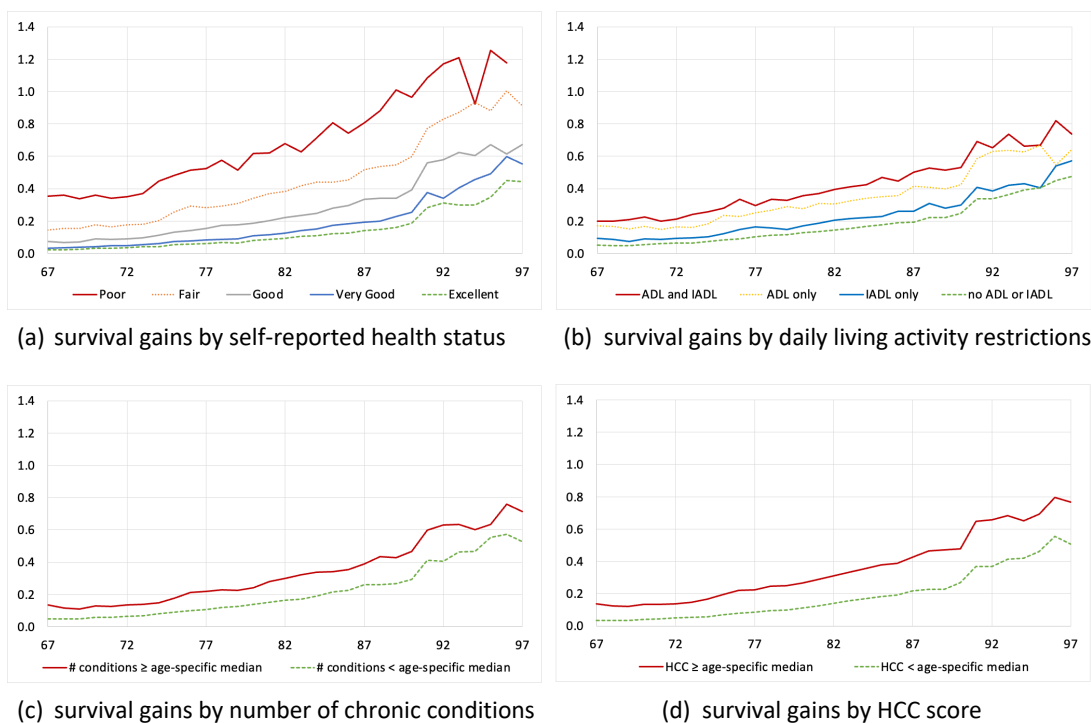 1.4
1.2
1.0
0.8
0.6
0.4
0.2
0.0
67 72 77 82 87 92 97
Poor Fair Good Very Good Excellent
(a) survival gains by self-reported health status
1.4
1.2
1.0
0.8
0.6
0.4
0.2
0.0
67 72 77 82 87 92 97
ADL and IADL ADL only IADL only no ADL or IADL
(b) survival gains by daily living activity restrictions
1.4
1.2
1.0
0.8
0.6
0.4
0.2
0.0
67 72 77 82 87 92 97
# conditions ≥ age-specific median # conditions < age-specific median
(c) survival gains by number of chronic conditions
1.4
1.2
1.0
0.8
0.6
0.4
0.2
0.0
67 72 77 82 87 92 97
HCC ≥ age-specific median HCC < age-specific median
(d) survival gains by HCC score